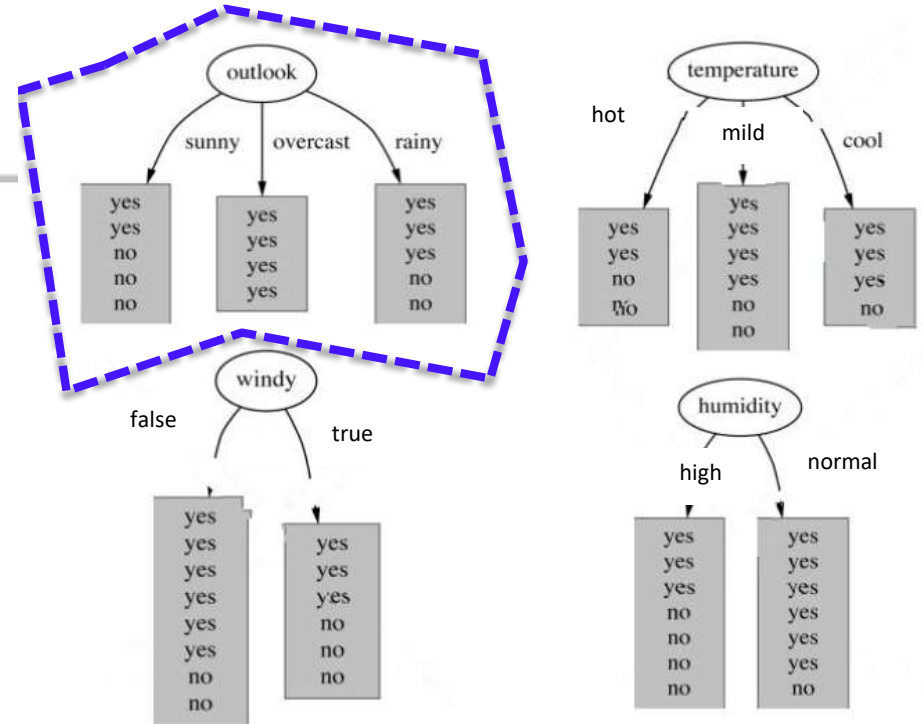 outlook
sunny overcast rainy
yes
yes
no
no
no
yes
yes
yes
yes
yes
yes
yes
no
no
temperature
hot
mild
cool
yes
yes
no
no
yes
yes
yes
yes
no
no
yes
yes
yes
no
windy
false
true
yes
yes
yes
yes
yes
yes
no
no
yes
yes
yes
no
no
no
humidity
high
normal
yes
yes
yes
no
no
no
no
yes
yes
yes
yes
yes
yes
no